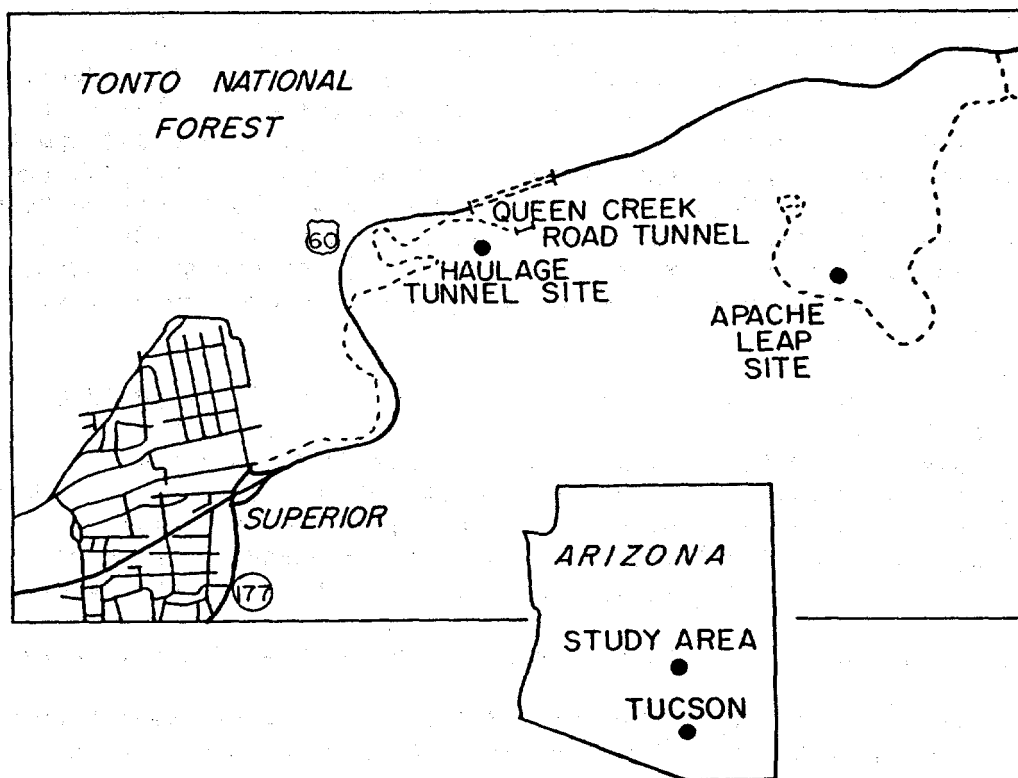 TONTO NATIONAL
FOREST
60
QUEEN CREEK
ROAD TUNNEL
HAULAGE
TUNNEL SITE
APACHE
LEAP
SITE
SUPERIOR
177
ARIZONA
STUDY AREA
TUCSON